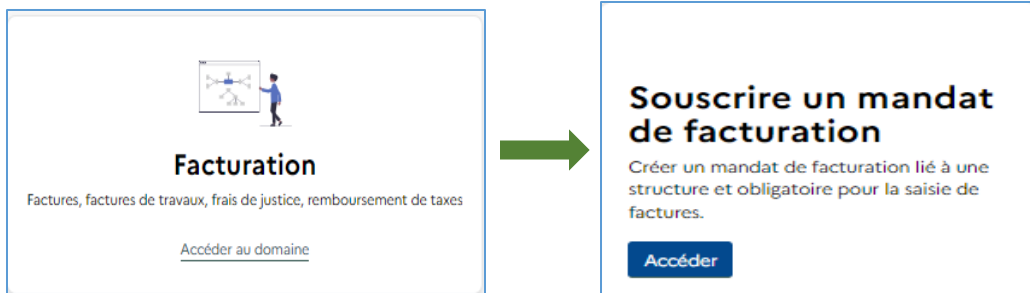 Facturation
Factures, factures de travaux, frais de justice, remboursement de taxes
Accéder au domaine
Souscrire un mandat
de facturation
Créer un mandat de facturation lié à une
structure et obligatoire pour la saisie de
factures.
Accéder